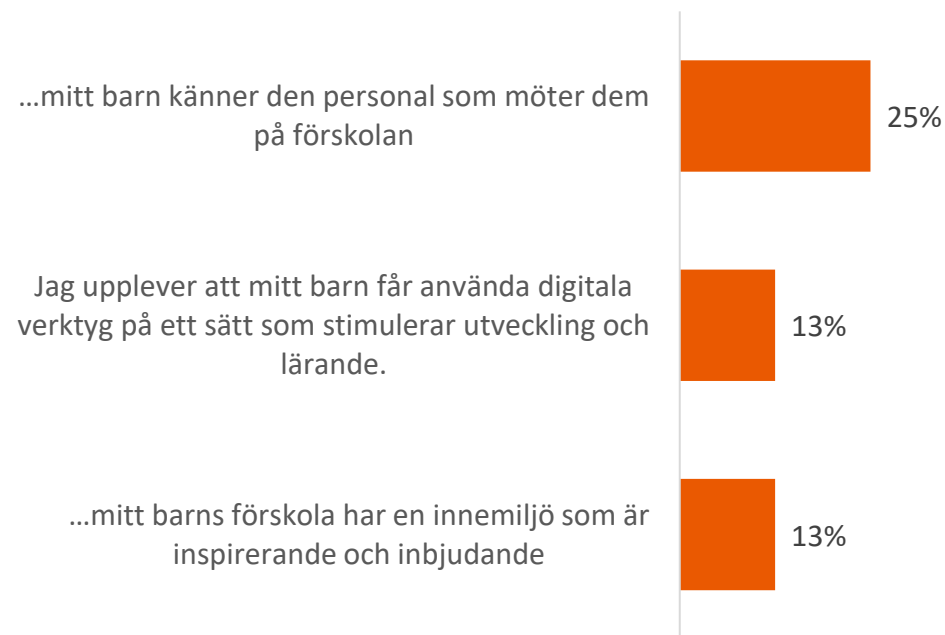 …mitt barn känner den personal som möter dem
på förskolan
25%
Jag upplever att mitt barn får använda digitala
verktyg på ett sätt som stimulerar utveckling och
lärande.
13%
…mitt barns förskola har en innemiljö som är
inspirerande och inbjudande
13%